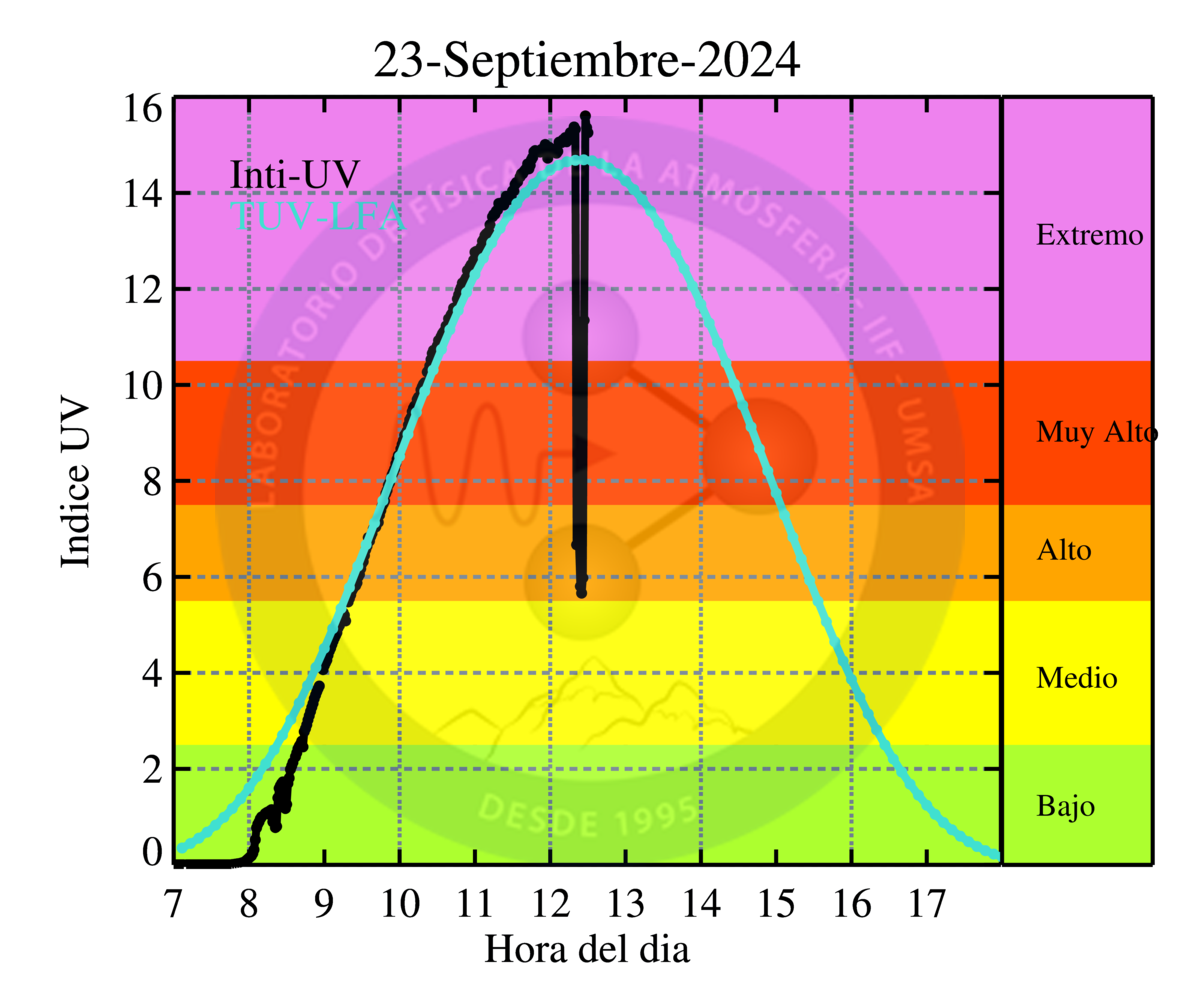 23-Septiembre-2024
Inti-UV
TUV-LFA
LABORATORIO DE FÍSICA DE LA ATMÓSFERA - IIF - UMSA
DESDE 1995
Indice UV
16
14
12
10
8
6
4
2
0
Extremo
Muy Alto
Alto
Medio
Bajo
7 8 9 10 11 12 13 14 15 16 17
Hora del dia